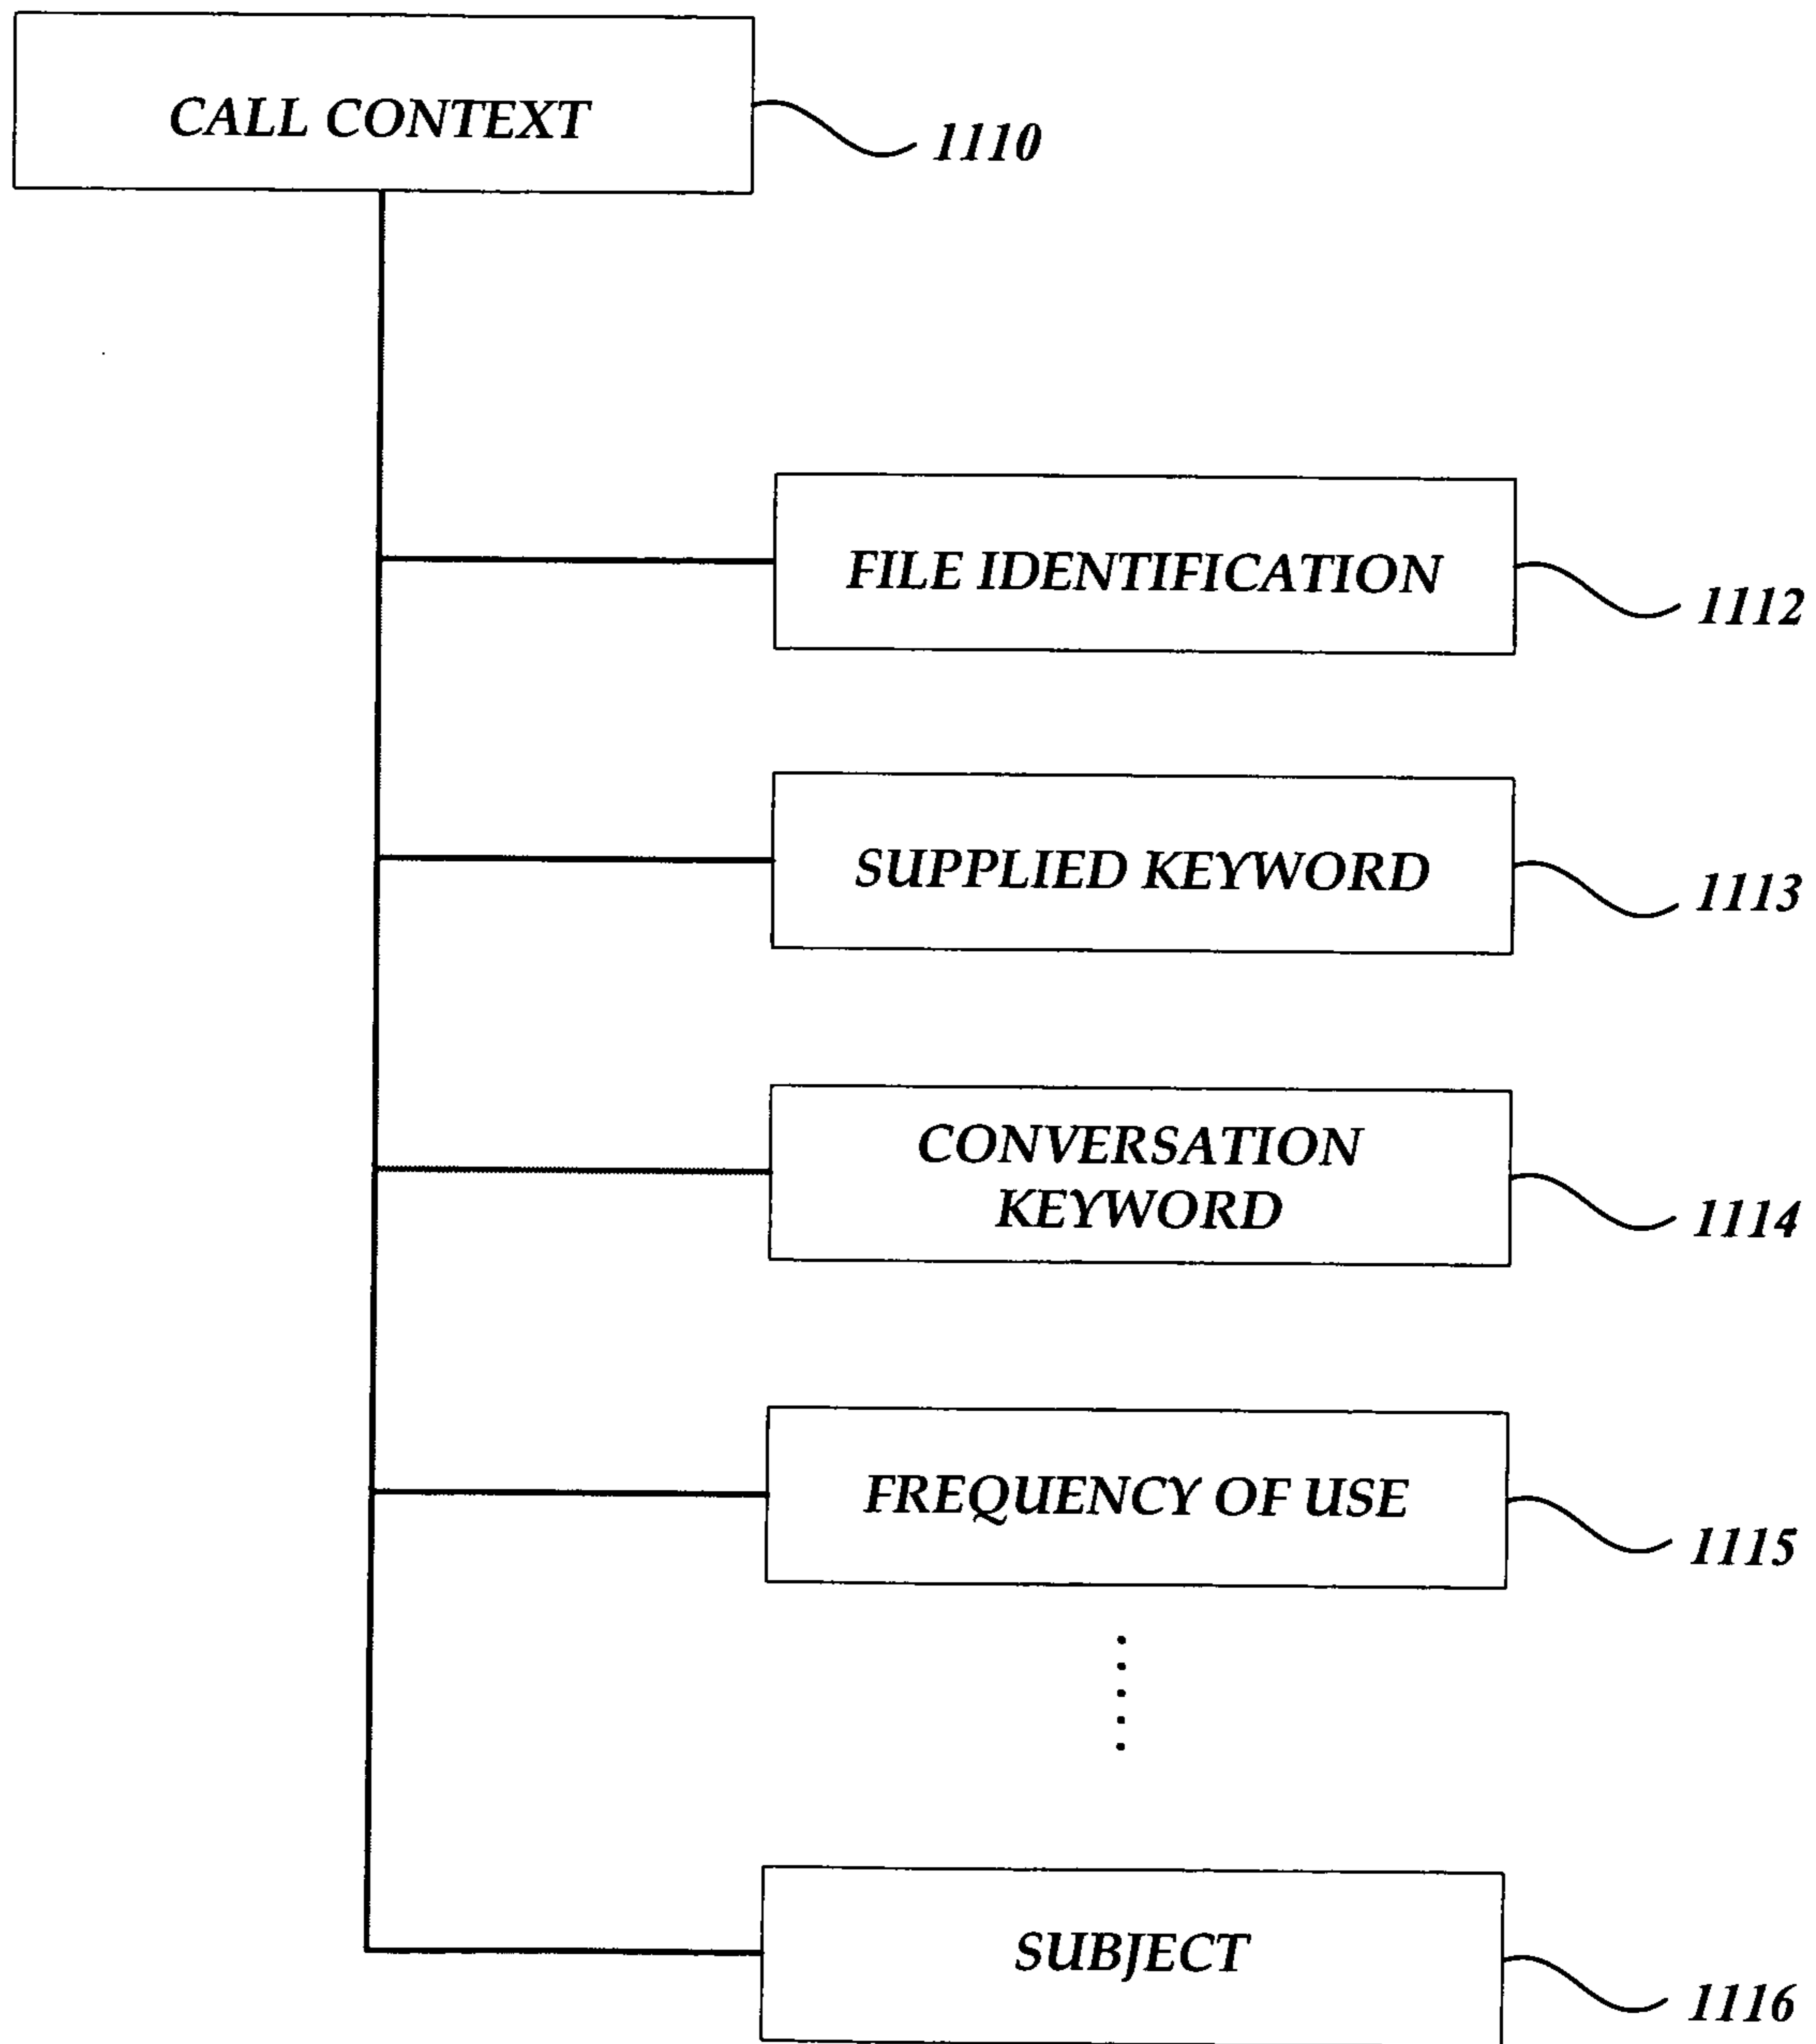 CALL CONTEXT
1110
FILE IDENTIFICATION
1112
SUPPLIED KEYWORD
1113
CONVERSATION
KEYWORD
1114
FREQUENCY OF USE
1115
SUBJECT
1116